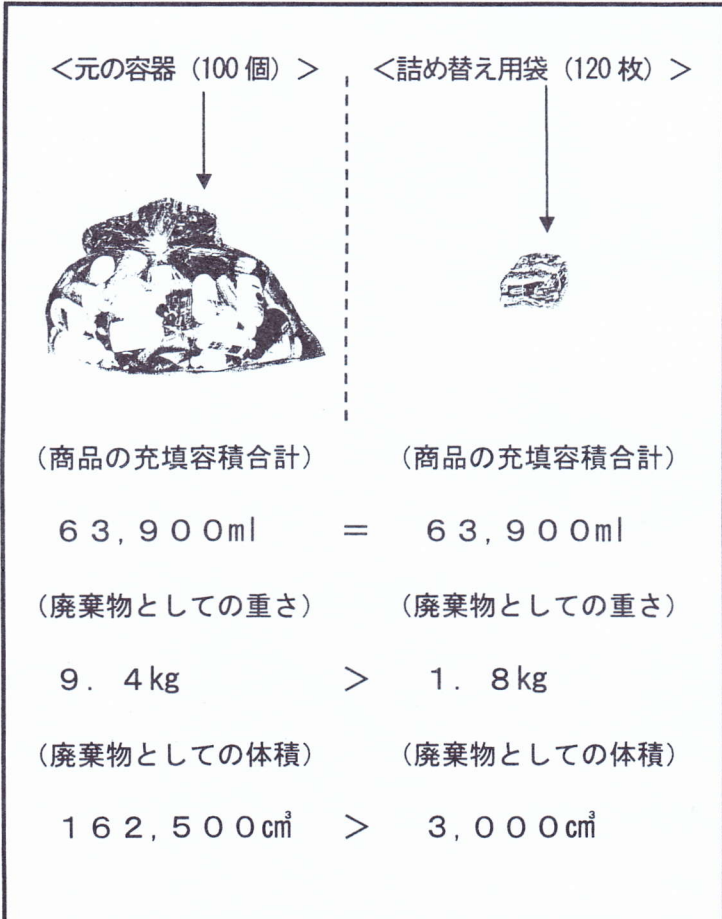 ＜元の容器（100個）＞ ＜詰め替え用袋（120枚）＞
（商品の充填容積合計） （商品の充填容積合計）
６３,９００ml ＝ ６３,９００ml
（廃棄物としての重さ） （廃棄物としての重さ）
９．４kg ＞ １．８kg
（廃棄物としての体積） （廃棄物としての体積）
１６２,５００c㎥ ＞ ３,０００c㎥